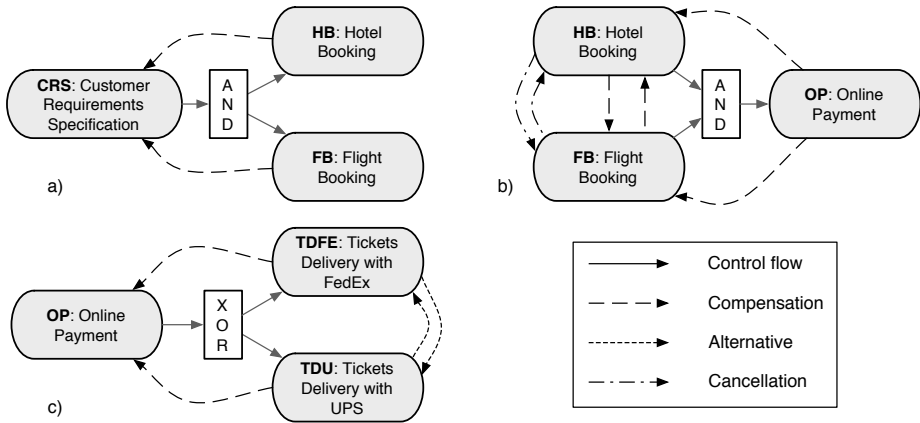 HB: Hotel
Booking
CRS: Customer
Requirements
Specification
A
N
D
FB: Flight
Booking
a)
HB: Hotel
Booking
A
N
D
OP: Online
Payment
FB: Flight
Booking
b)
TDFE: Tickets
Delivery with
FedEx
OP: Online
Payment
X
O
R
TDU: Tickets
Delivery with
UPS
c)
Control flow
Compensation
Alternative
Cancellation